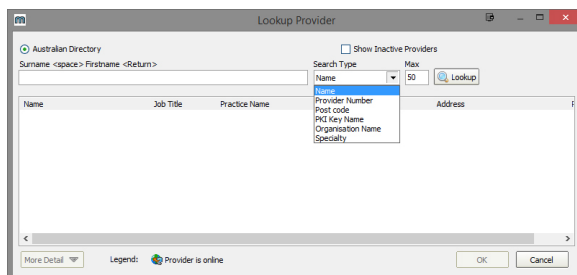 Lookup Provider
Australian Directory
Show Inactive Providers
Surname <space> Firstname <Return>
Search Type
Max
Name
50
Lookup
Name
Provider Number
Post code
PKI Key Name
Organisation Name
Specialty
Name
Job Title
Practice Name
Address
More Detail
Legend:
Provider is online
OK
Cancel